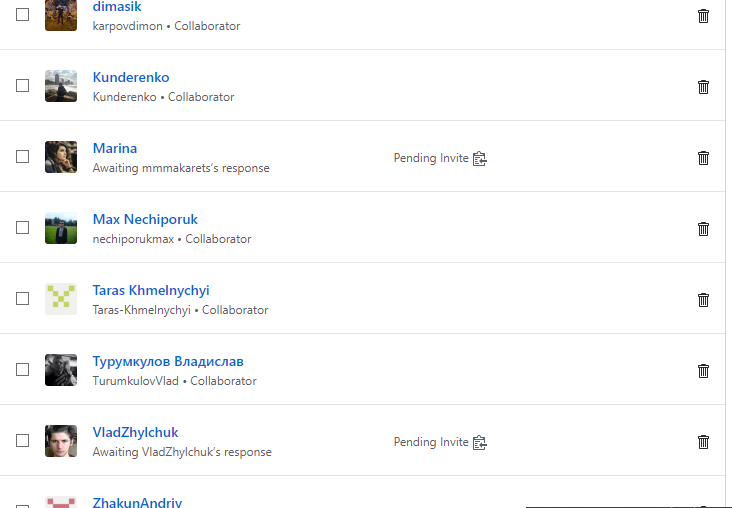 dimasik
karpovdimon • Collaborator
Kunderenko
Kunderenko • Collaborator
Marina
Awaiting mmmakarets's response
Pending Invite
Max Nechiporuk
nechiporukmax • Collaborator
Taras Khmelnychyi
Taras-Khmelnychyi • Collaborator
Турумкулов Владислав
TurumkulovVlad • Collaborator
VladZhylchuk
Awaiting VladZhylchuk's response
Pending Invite
ZhakunAndriy